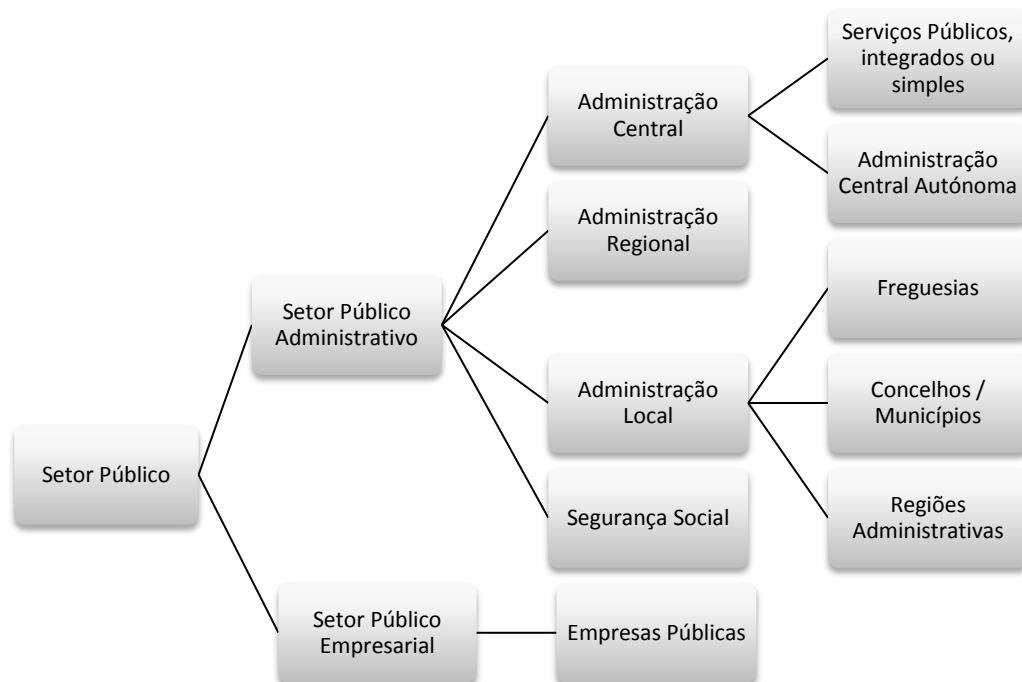 Serviços Públicos,
integrados ou
simples
Administração
Central
Administração
Central Autónoma
Administração
Regional
Freguesias
Setor Público
Administrativo
Administração
Local
Concelhos /
Municípios
Setor Público
Segurança Social
Regiões
Administrativas
Setor Público
Empresarial
Empresas Públicas